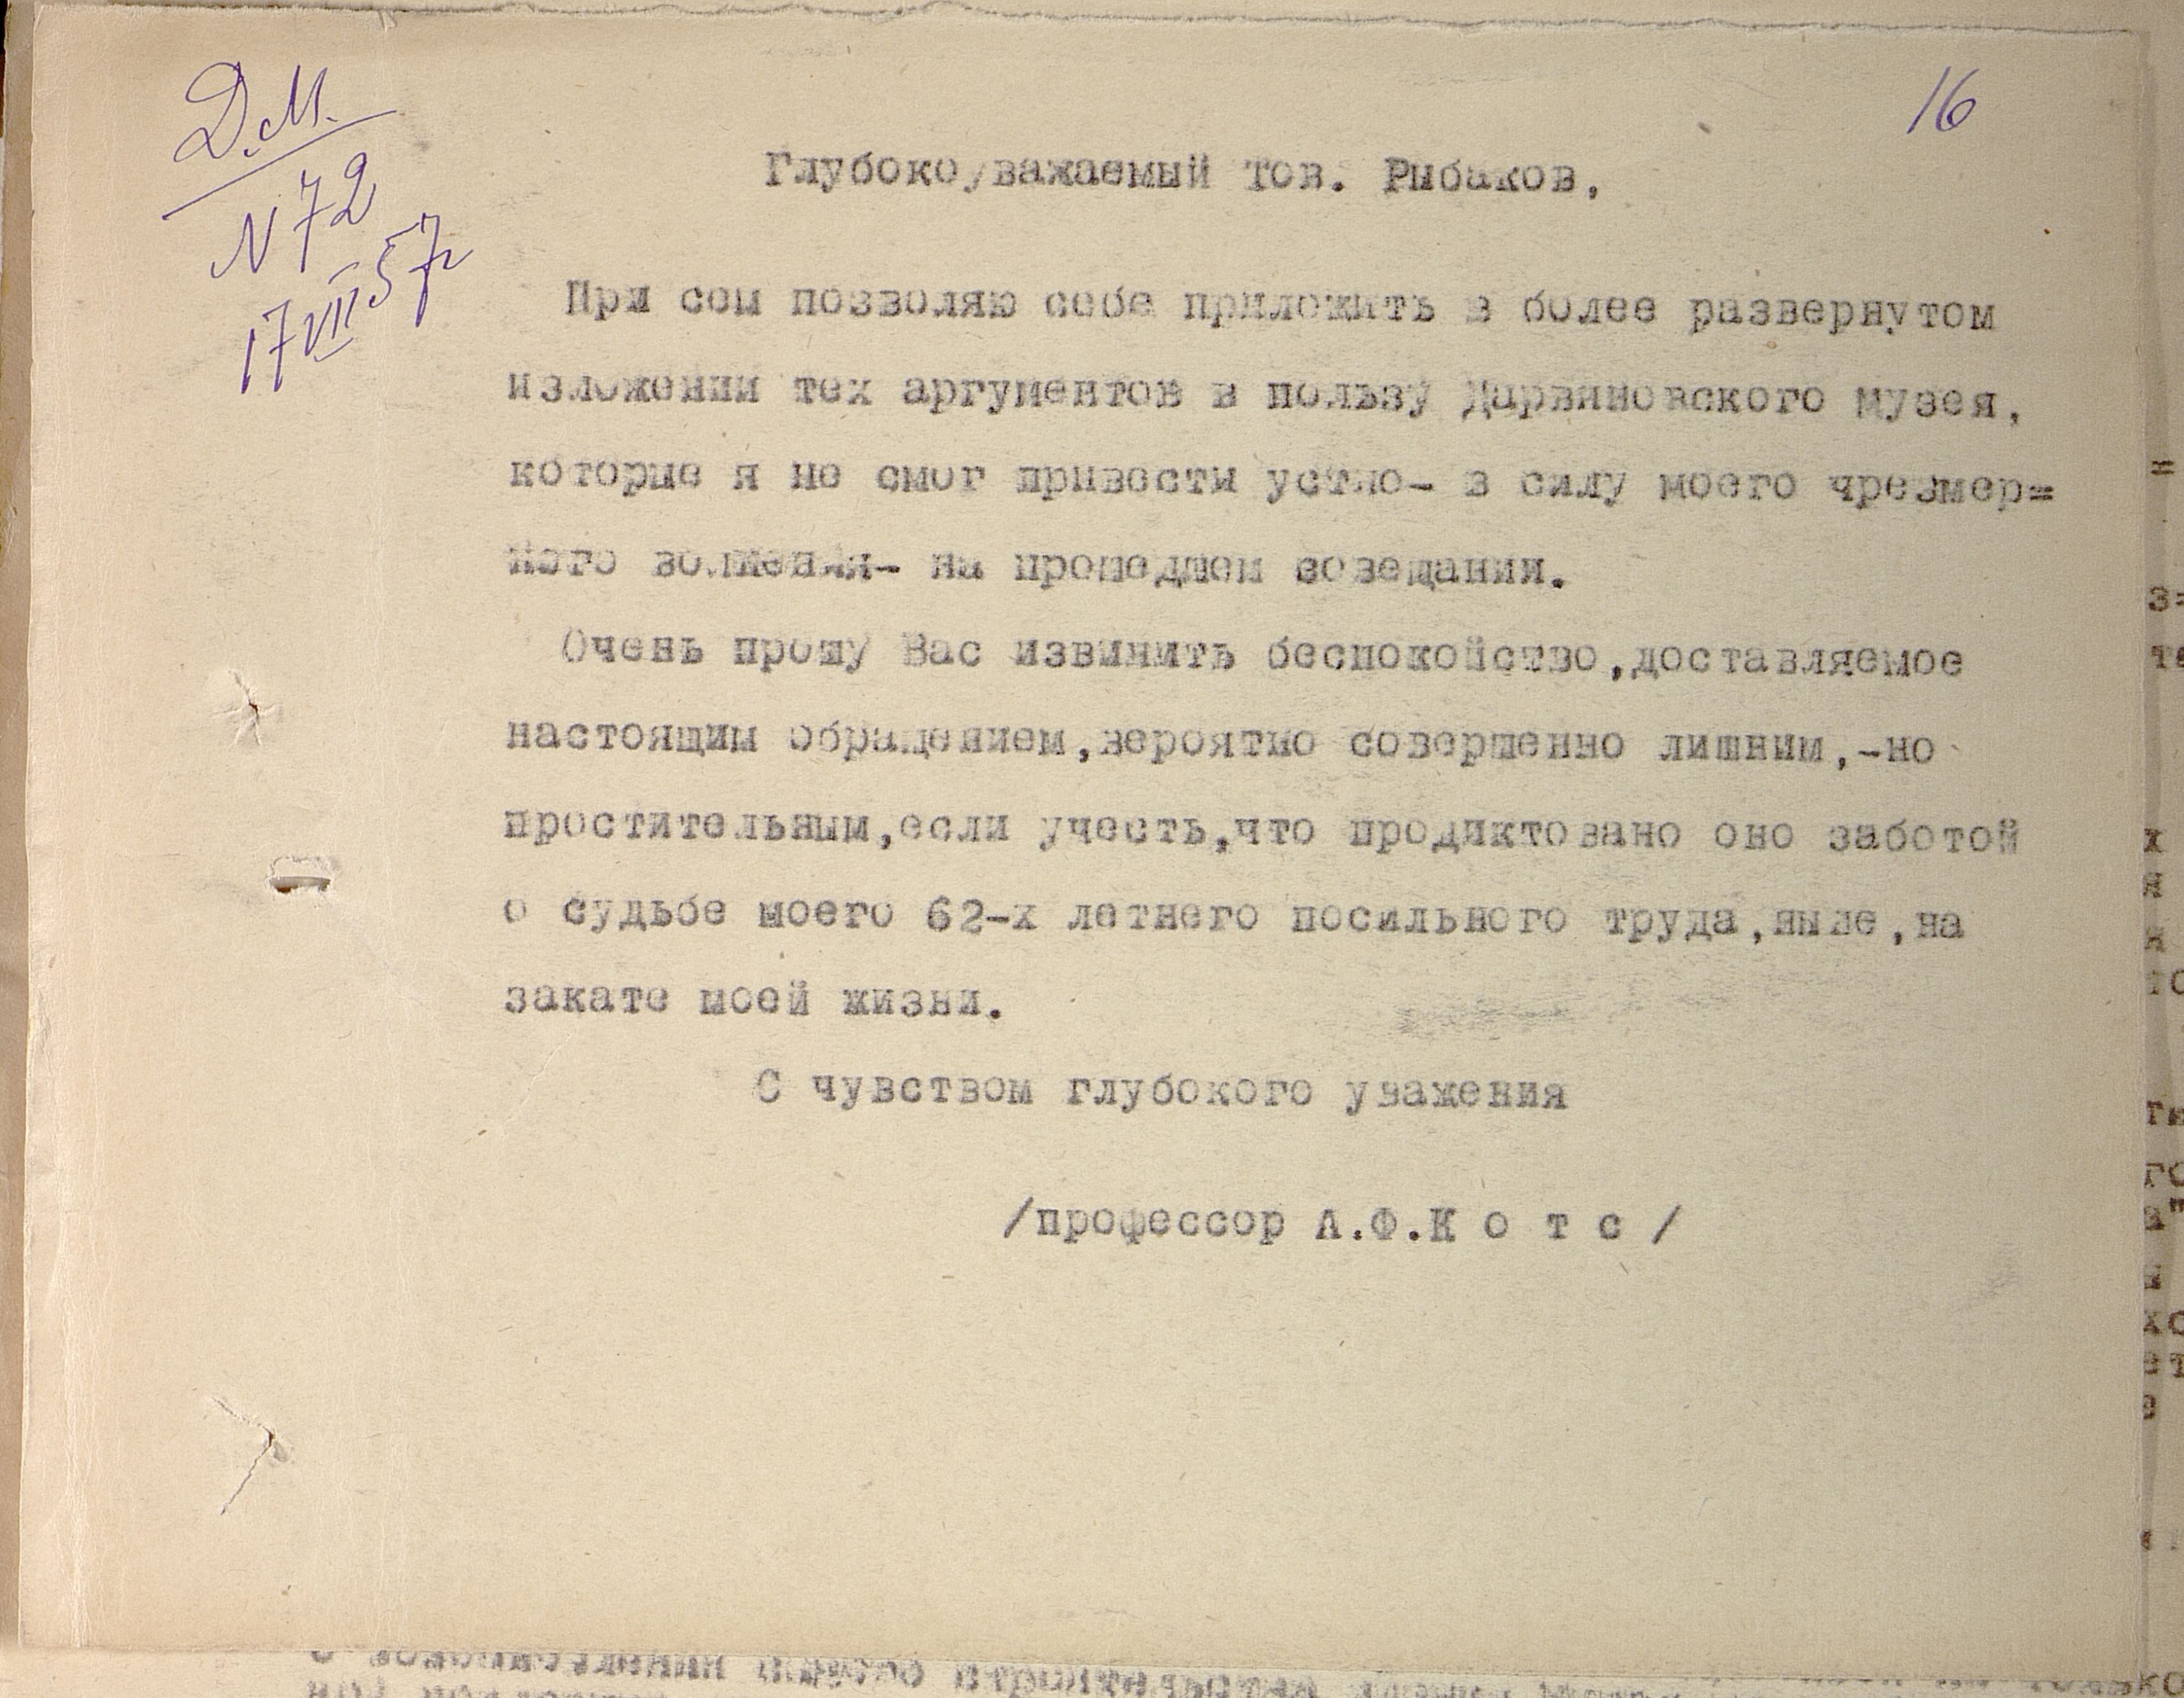 Д.М.
N 72
17 VII 57
16
Глубокоуважаемый Тов. Рыбаков,
При сем позволяю себе приложить в более развернутом
изложении тех аргументов в пользу Дарвиновского Музея,
которые я не смог привести устно- в силу моего чрезмер=
ного волнения- на прошедшем совещании.
Очень прошу Вас извинить беспокойство,доставляемое
настоящим обращением,вероятно совершенно лишним,-но
простительным,если учесть,что продиктовано оно заботой
о судьбе моего 62-х летнего посильного труда,ныне,на
закате моей жизни.
С чувством глубокого уважения
/профессор А.Ф.К о т с /